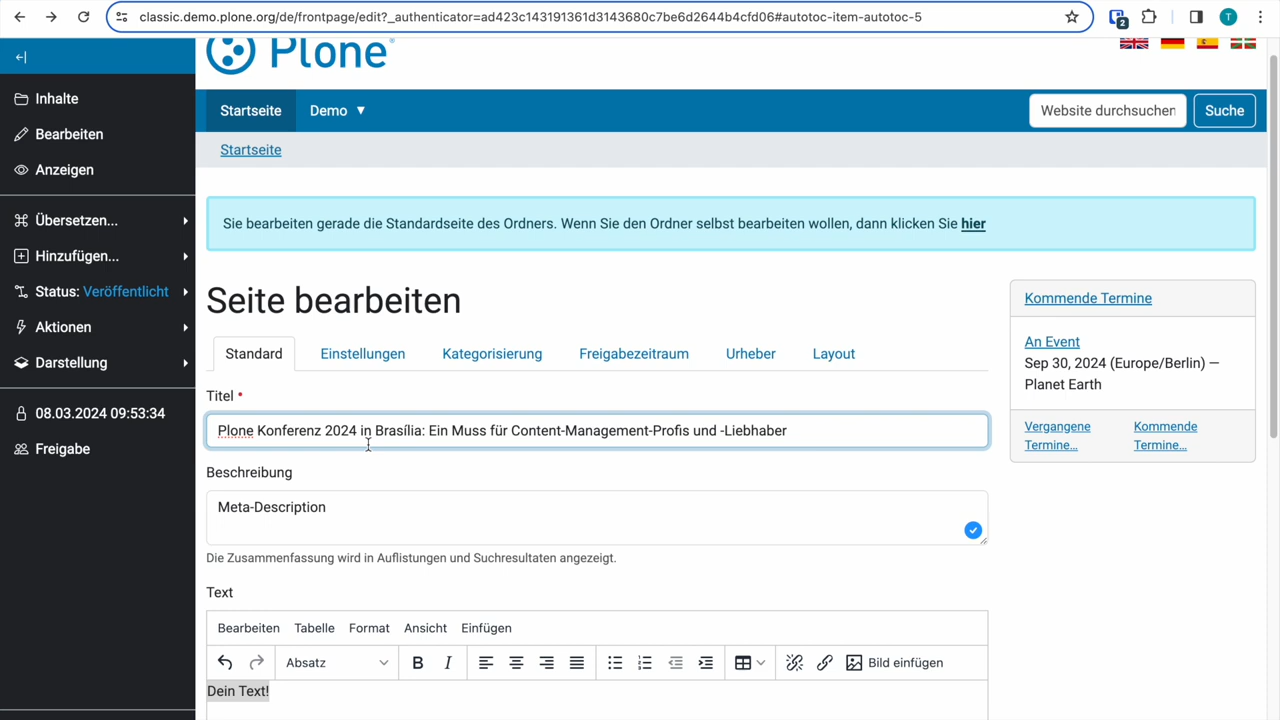 classic.demo.plone.org/de/frontpage/edit?_authenticator=ad423c143191361d3143680c7be6d2644b4cfd06#autotoc-item-autotoc-5
2
T
Plone
Inhalte
Bearbeiten
Anzeigen
Übersetzen...
Hinzufügen...
Status: Veröffentlicht
Aktionen
Darstellung
08.03.2024 09:53:34
Freigabe
Startseite
Demo ▼
Website durchsuchen
Suche
Startseite
Sie bearbeiten gerade die Standardseite des Ordners. Wenn Sie den Ordner selbst bearbeiten wollen, dann klicken Sie hier
Seite bearbeiten
Standard
Einstellungen
Kategorisierung
Freigabezeitraum
Urheber
Layout
Titel •
Plone Konferenz 2024 in Brasília: Ein Muss für Content-Management-Profis und -Liebhaber
Beschreibung
Meta-Description
Die Zusammenfassung wird in Auflistungen und Suchresultaten angezeigt.
Text
Bearbeiten
Tabelle
Format
Ansicht
Einfügen
Absatz
B
I
Bild einfügen
Dein Text!
Kommende Termine
An Event
Sep 30, 2024 (Europe/Berlin) —
Planet Earth
Vergangene
Termine...
Kommende
Termine...